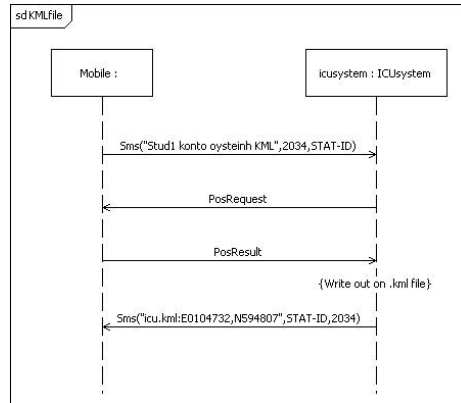 sd KMLfile
Mobile :
icusystem : ICUsystem
Sms("Stud1 konto oysteinh KML",2034,STAT-ID)
PosRequest
PosResult
{Write out on .kml file}
Sms("icu.kml:E0104732,N594807",STAT-ID,2034)